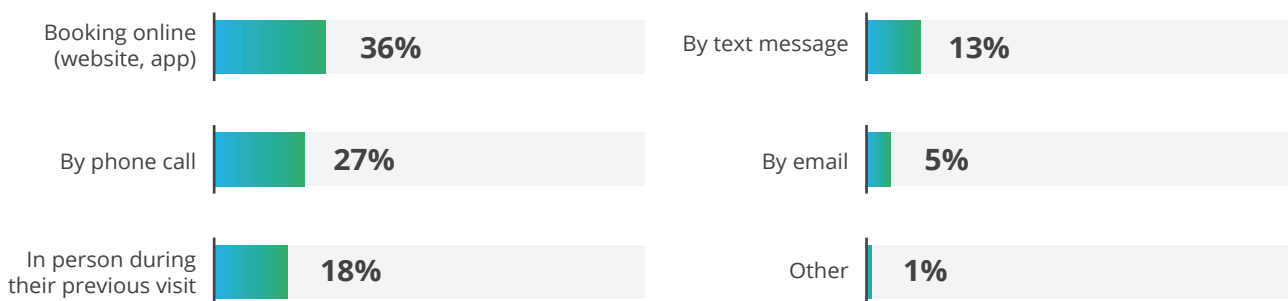 Booking online
(website, app)
36%
By phone call
27%
In person during
their previous visit
18%
By text message
13%
By email
5%
Other
1%